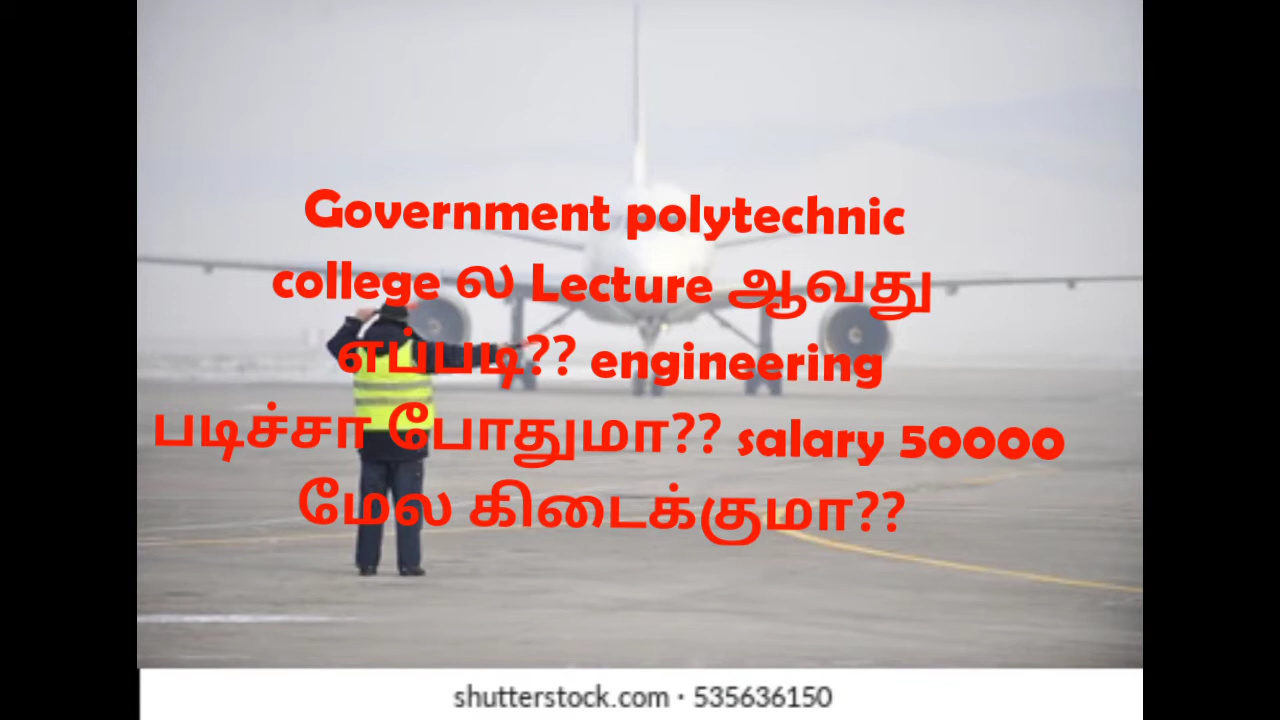 Government polytechnic
college ல Lecture ஆவது
எப்படி?? engineering
படிச்சா போதுமா?? salary 50000
மேல கிடைக்குமா??
shutterstock.com · 535636150